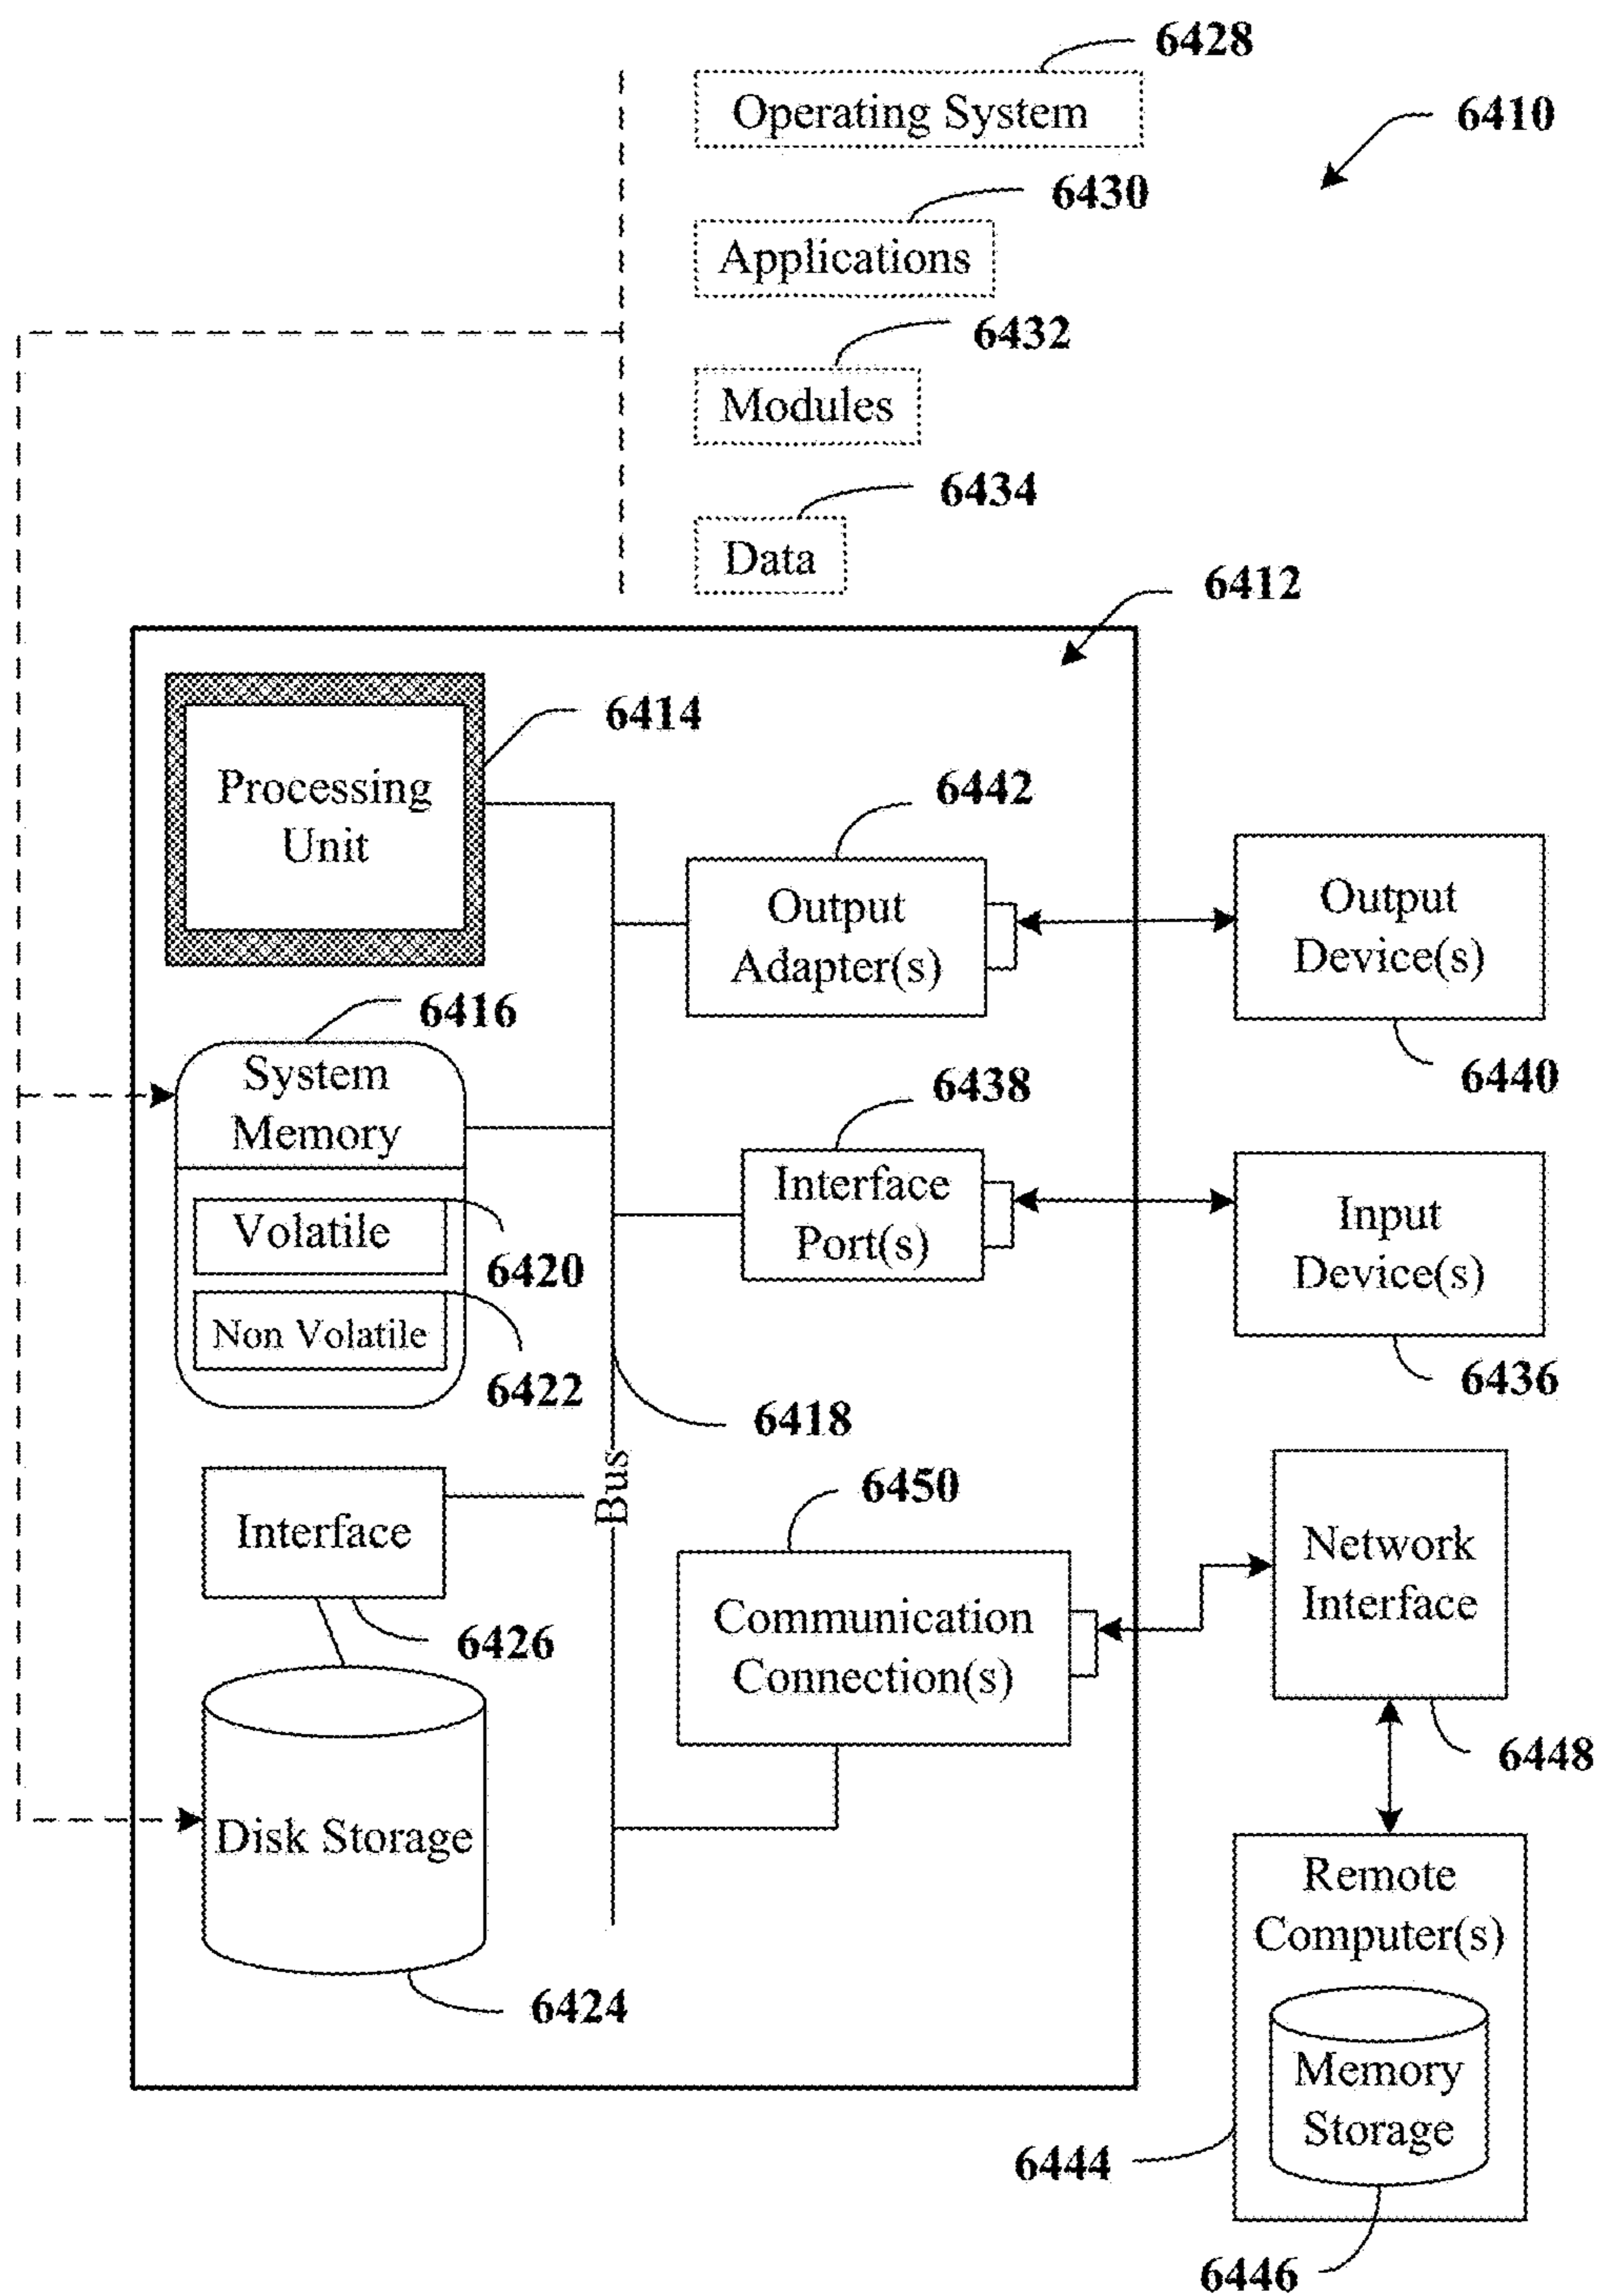 6428
Operating System
6410
6430
Applications
6432
Modules
6434
Data
6412
6414
Processing
Unit
6442
Output
Adapter(s)
Output
Device(s)
6440
6416
System
Memory
6438
Interface
Port(s)
Input
Device(s)
6436
Volatile
6420
Non Volatile
6422
6418
Bus
Interface
6426
6450
Communication
Connection(s)
Network
Interface
6448
Disk Storage
6424
Remote
Computer(s)
Memory
Storage
6444
6446